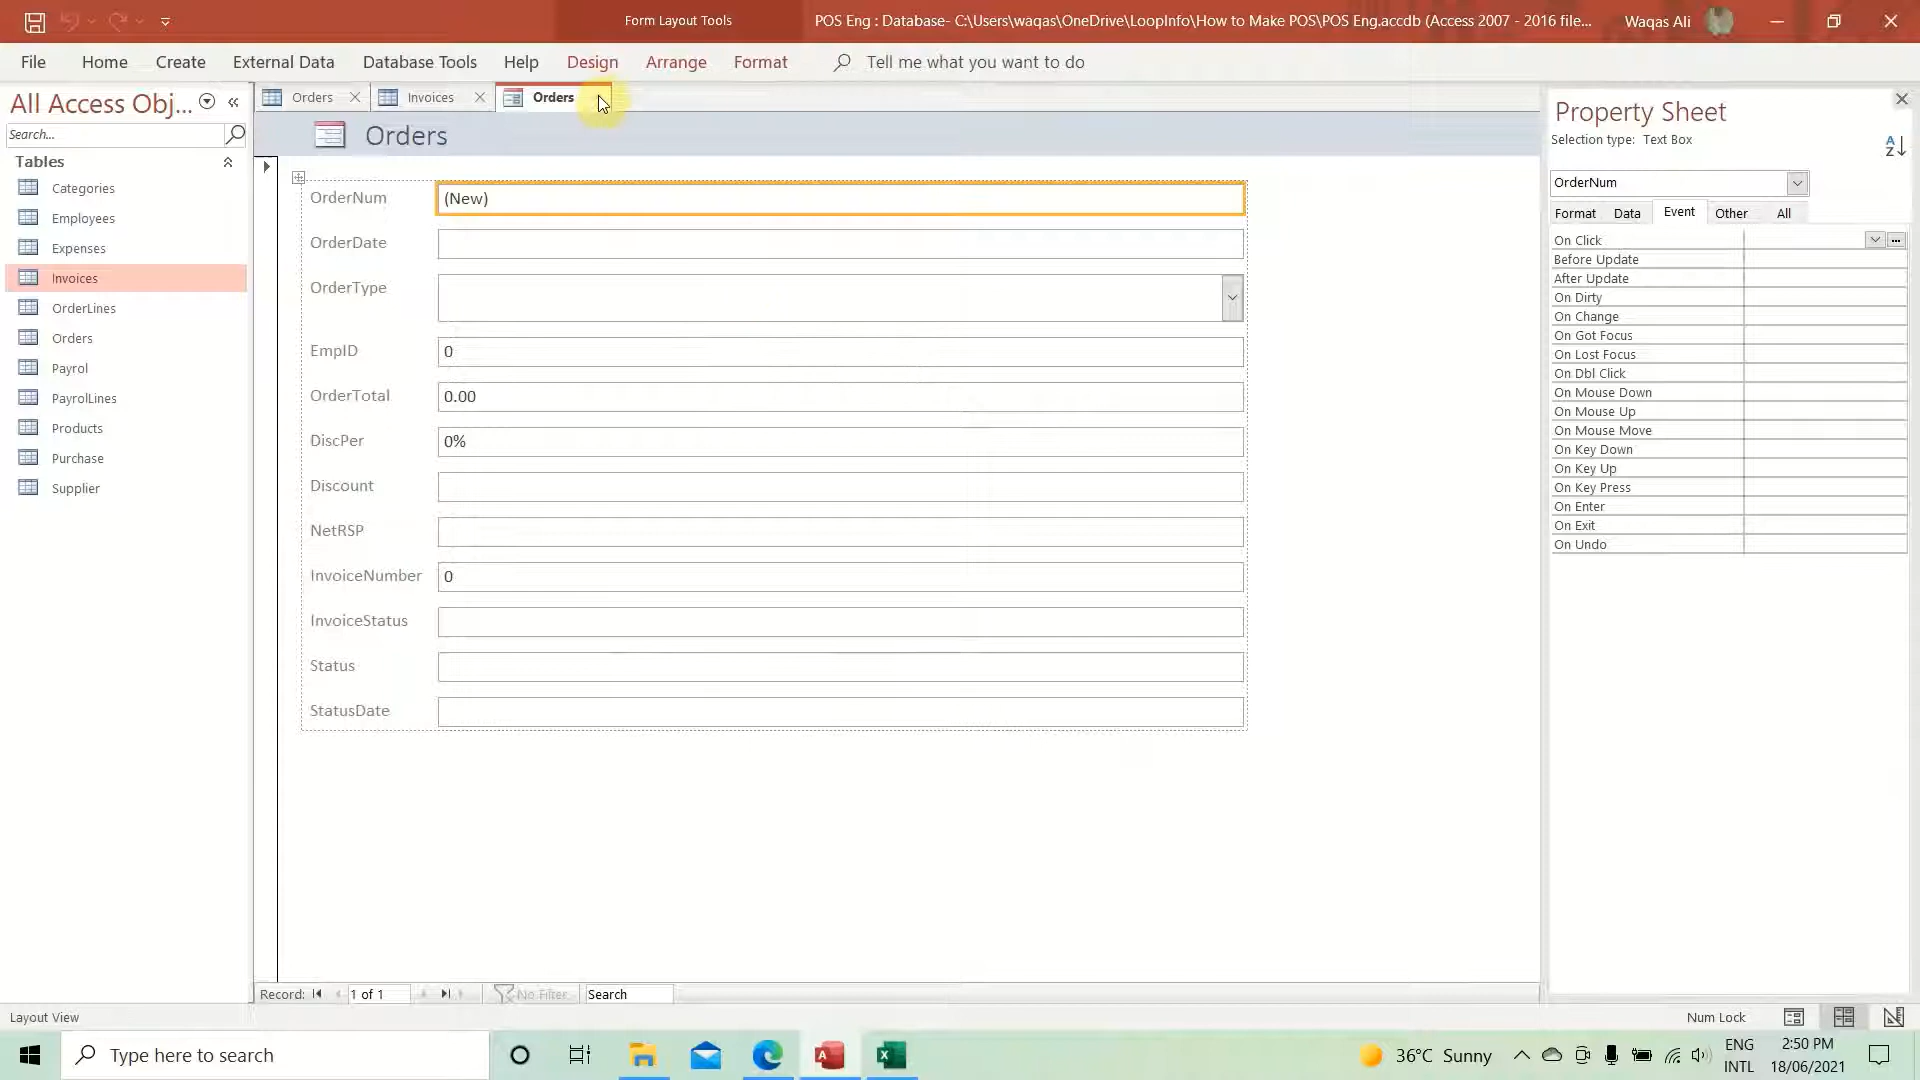 Form Layout Tools
POS Eng : Database- C:\Users\waqas\OneDrive\LoopInfo\How to Make POS\POS Eng.accdb (Access 2007 - 2016 file...
Waqas Ali
File Home Create External Data Database Tools Help Design Arrange Format Tell me what you want to do
All Access Obj...
Search...
Tables
Categories
Employees
Expenses
Invoices
OrderLines
Orders
Payrol
PayrolLines
Products
Purchase
Supplier
Orders Invoices Orders
Orders
OrderNum (New)
OrderDate
OrderType
EmpID 0
OrderTotal 0.00
DiscPer 0%
Discount
NetRSP
InvoiceNumber 0
InvoiceStatus
Status
StatusDate
Record: 1 of 1 No Filter Search
Property Sheet
Selection type: Text Box
OrderNum
Format Data Event Other All
On Click
Before Update
After Update
On Dirty
On Change
On Got Focus
On Lost Focus
On Dbl Click
On Mouse Down
On Mouse Up
On Mouse Move
On Key Down
On Key Up
On Key Press
On Enter
On Exit
On Undo
Layout View
Num Lock
Type here to search
36°C Sunny
ENG
INTL
2:50 PM
18/06/2021